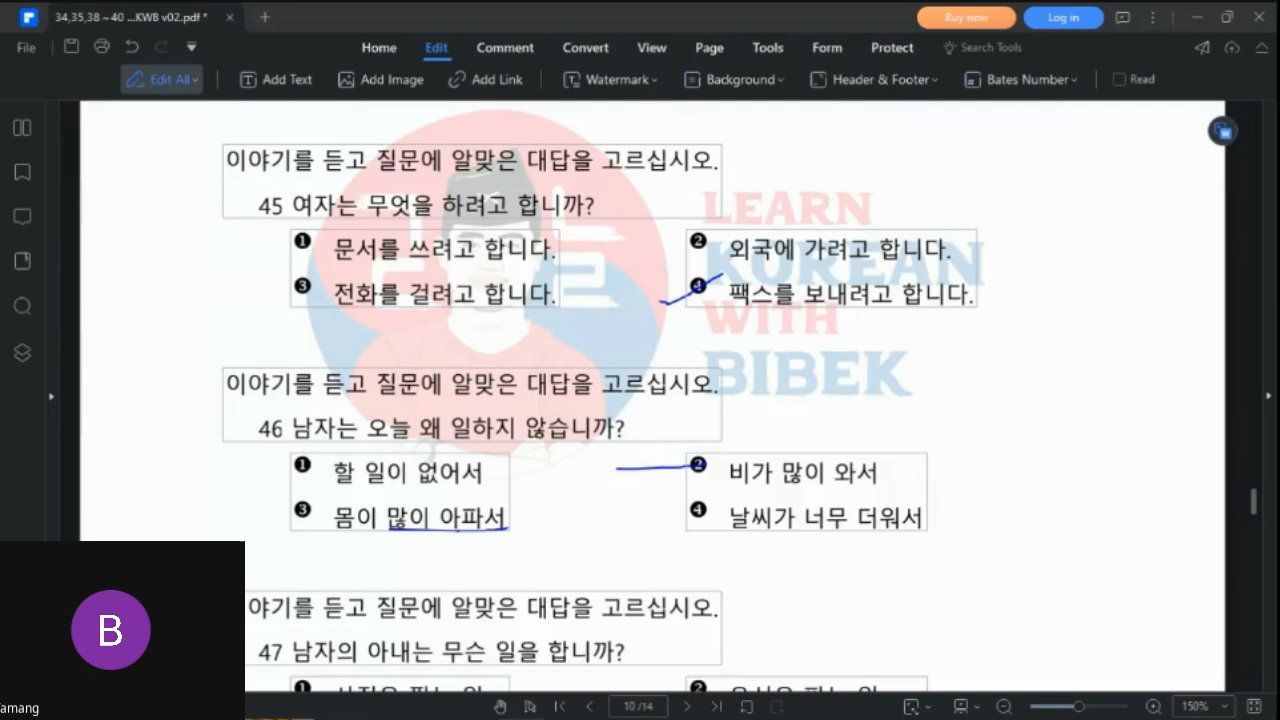 34,35,38 ~ 40 ...KWB v02.pdf *
Buy now
Log in
File
Home
Edit
Comment
Convert
View
Page
Tools
Form
Protect
Search Tools
Edit All
Add Text
Add Image
Add Link
Watermark
Background
Header & Footer
Bates Number
Read
이야기를 듣고 질문에 알맞은 대답을 고르십시오.
45 여자는 무엇을 하려고 합니까?
❶ 문서를 쓰려고 합니다.
❷ 외국에 가려고 합니다.
❸ 전화를 걸려고 합니다.
❹ 팩스를 보내려고 합니다.
LEARN
KOREAN
WITH
BIBEK
이야기를 듣고 질문에 알맞은 대답을 고르십시오.
46 남자는 오늘 왜 일하지 않습니까?
❶ 할 일이 없어서
❷ 비가 많이 와서
❸ 몸이 많이 아파서
❹ 날씨가 너무 더워서
야기를 듣고 질문에 알맞은 대답을 고르십시오.
47 남자의 아내는 무슨 일을 합니까?
❶
❷
B
amang
10/14
150%